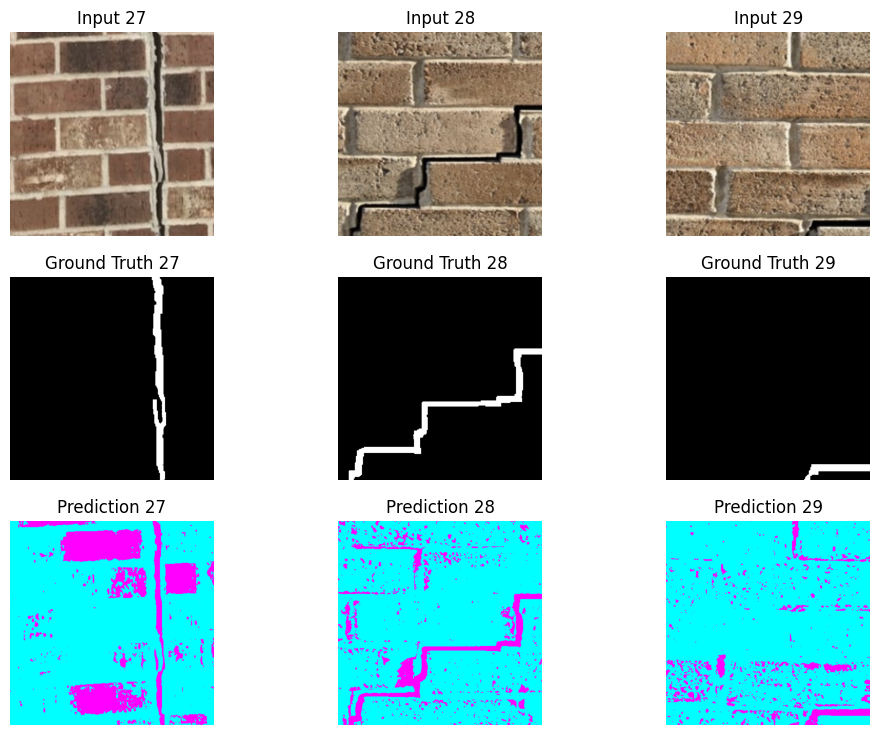 Input 27
Input 28
Input 29
Ground Truth 27
Ground Truth 28
Ground Truth 29
Prediction 27
Prediction 28
Prediction 29